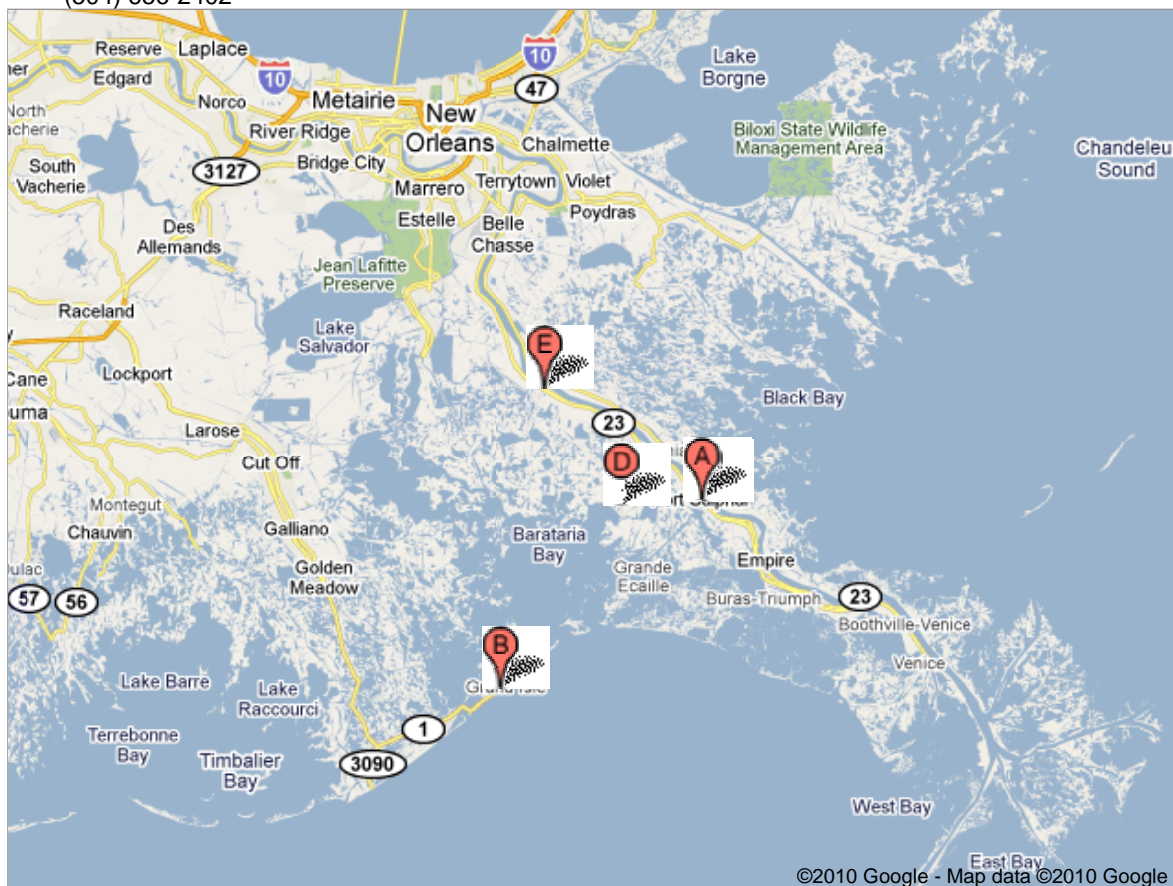 Reserve
Laplace
Edgard
10
10
Lake
Borgne
Norco
Metairie
New
Orleans
47
River Ridge
Bridge City
Chalmette
Biloxi State Wildlife
Management Area
South
Vacherie
3127
Marrero
Terrytown
Violet
Poydras
Des
Allemands
Estelle
Belle
Chasse
Jean Lafitte
Preserve
Raceland
Lake
Salvador
E
Lockport
Black Bay
23
Larose
Cut Off
D
A
Montegut
Chauvin
Galliano
Barataria
Bay
Empire
Golden
Meadow
Grande
Ecaille
57
56
Buras-Triumph
23
Boothville-Venice
Venice
B
Lake Barre
Lake
Raccourci
1
Terrebonne
Bay
Timbalier
Bay
3090
West Bay
East Bay
©2010 Google - Map data ©2010 Google